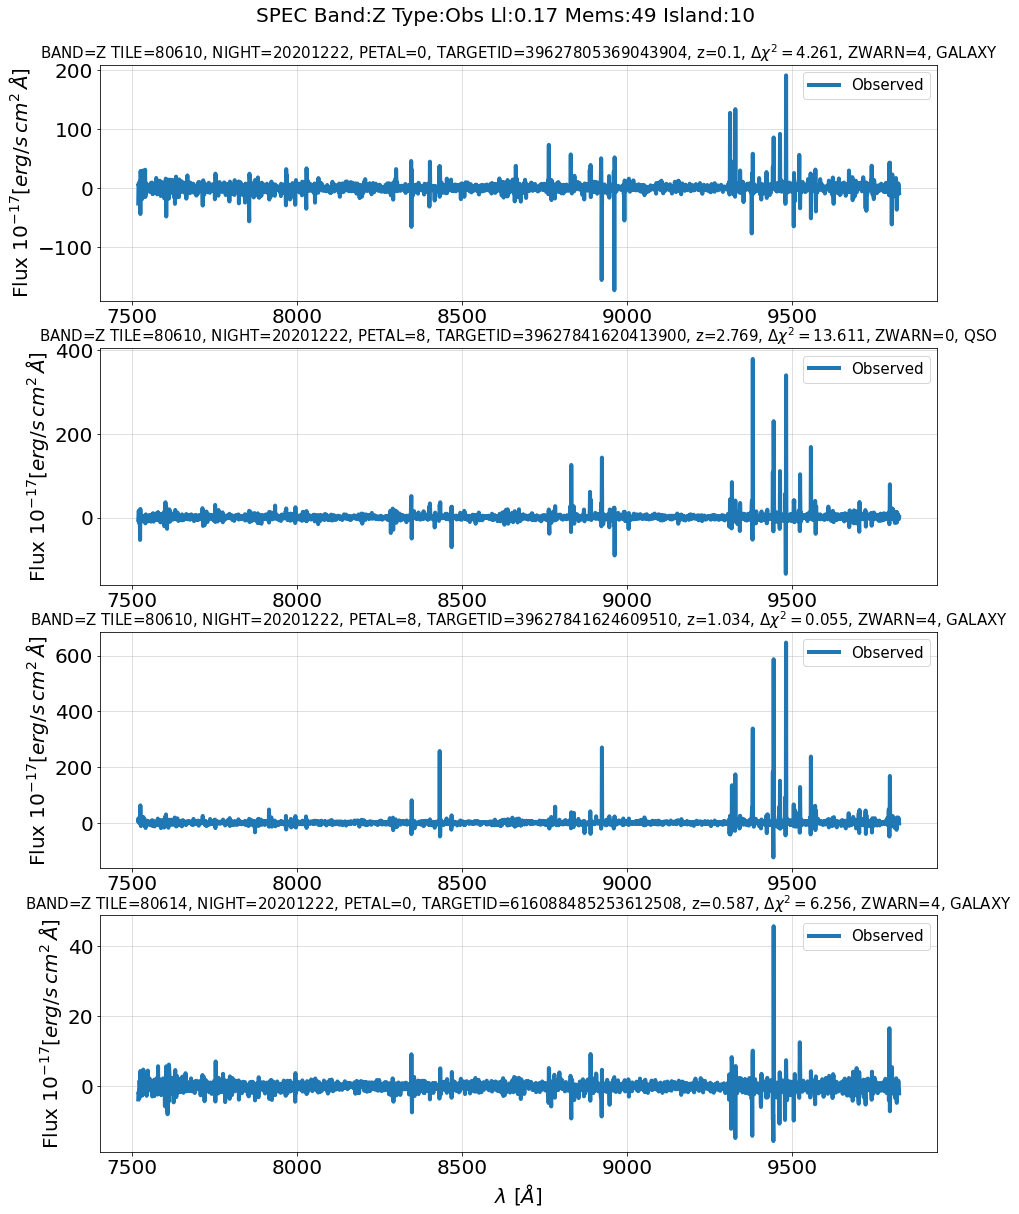 SPEC Band:Z Type:Obs Ll:0.17 Mems:49 Island:10
BAND=Z TILE=80610, NIGHT=20201222, PETAL=0, TARGETID=39627805369043904, z=0.1, Δχ² = 4.261, ZWARN=4, GALAXY
Flux 10⁻¹⁷[erg/s cm² Å]
200
100
0
−100
Observed
7500 8000 8500 9000 9500
BAND=Z TILE=80610, NIGHT=20201222, PETAL=8, TARGETID=39627841620413900, z=2.769, Δχ² = 13.611, ZWARN=0, QSO
Flux 10⁻¹⁷[erg/s cm² Å]
400
200
0
Observed
7500 8000 8500 9000 9500
BAND=Z TILE=80610, NIGHT=20201222, PETAL=8, TARGETID=39627841624609510, z=1.034, Δχ² = 0.055, ZWARN=4, GALAXY
Flux 10⁻¹⁷[erg/s cm² Å]
600
400
200
0
Observed
7500 8000 8500 9000 9500
BAND=Z TILE=80614, NIGHT=20201222, PETAL=0, TARGETID=616088485253612508, z=0.587, Δχ² = 6.256, ZWARN=4, GALAXY
Flux 10⁻¹⁷[erg/s cm² Å]
40
20
0
Observed
7500 8000 8500 9000 9500
λ [Å]